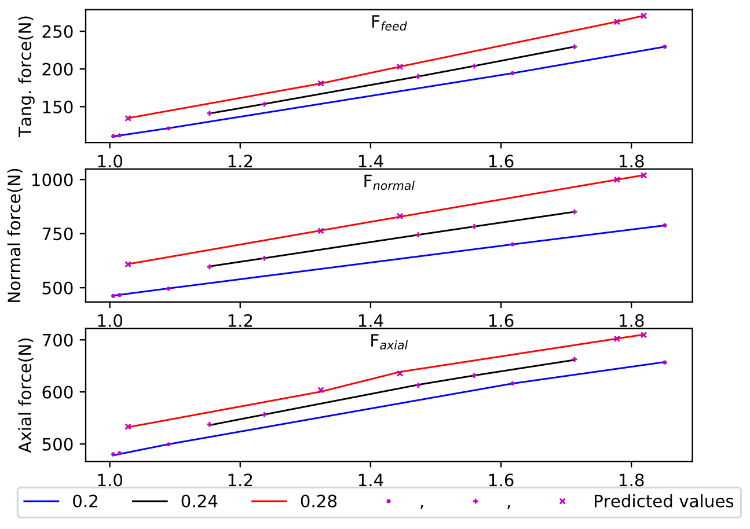 F_feed
Tang. force(N)
250
200
150
1.0 1.2 1.4 1.6 1.8
F_normal
Normal force(N)
1000
750
500
1.0 1.2 1.4 1.6 1.8
F_axial
Axial force(N)
700
600
500
1.0 1.2 1.4 1.6 1.8
0.2 0.24 0.28 , , Predicted values